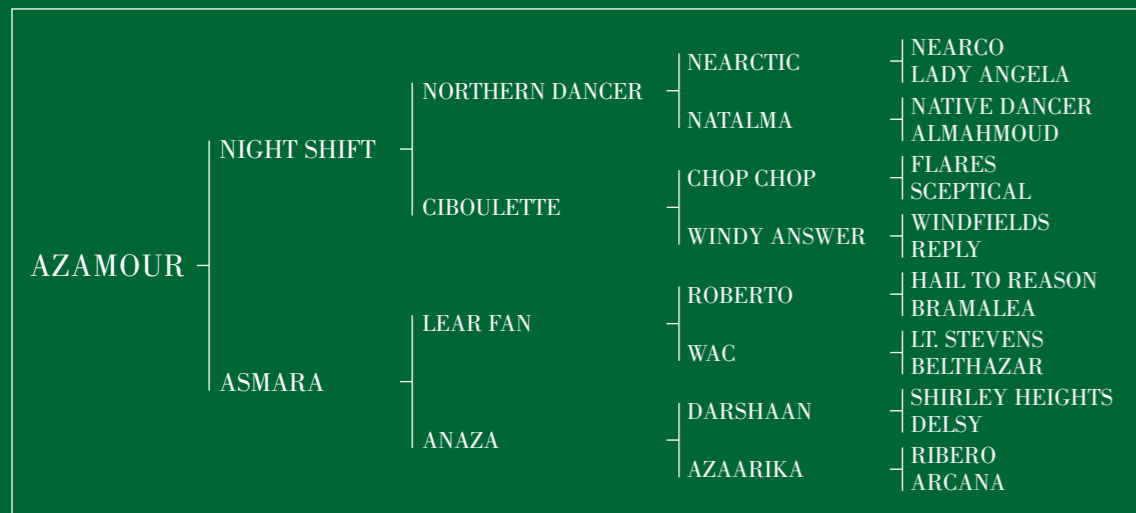 NEARCO
NEARCTIC
LADY ANGELA
NORTHERN DANCER
NATIVE DANCER
NATALMA
ALMAHMOUD
NIGHT SHIFT
FLARES
CHOP CHOP
SCEPTICAL
CIBOULETTE
WINDFIELDS
WINDY ANSWER
REPLY
AZAMOUR
HAIL TO REASON
ROBERTO
BRAMALEA
LEAR FAN
LT. STEVENS
WAC
BELTHAZAR
ASMARA
SHIRLEY HEIGHTS
DARSHAAN
DELSY
ANAZA
RIBERO
AZAARIKA
ARCANA